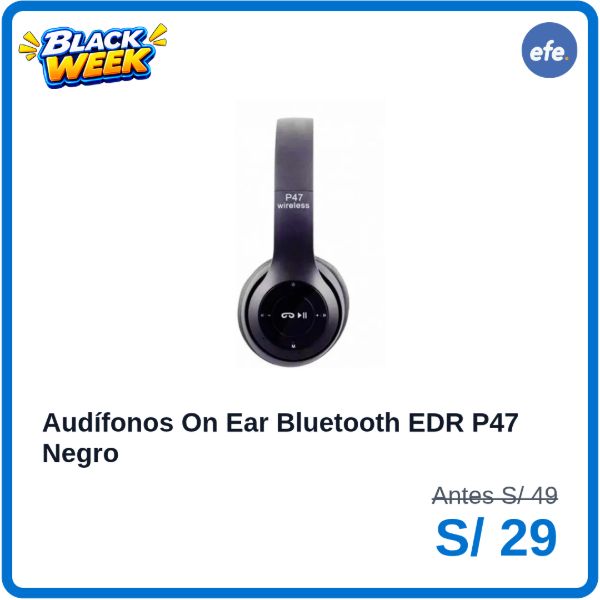 BLACK
WEEK
efe.
P47
wireless
M
Audífonos On Ear Bluetooth EDR P47
Negro
Antes S/ 49
S/ 29